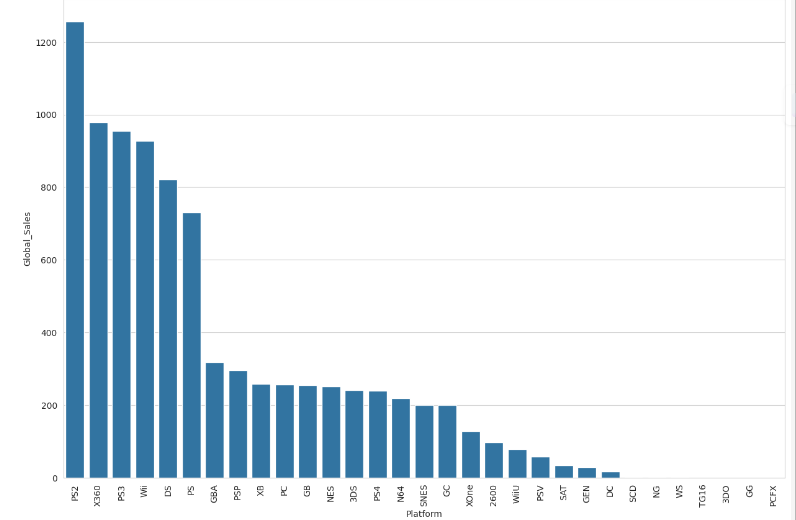 1200
1000
800
600
400
200
0
Global_Sales
PS2 X360 PS3 Wii DS PS GBA PSP XB PC GB NES 3DS PS4 N64 SNES GC XOne 2600 WiiU PSV SAT GEN DC SCD NG WS TG16 3DO GG PCFX
Platform